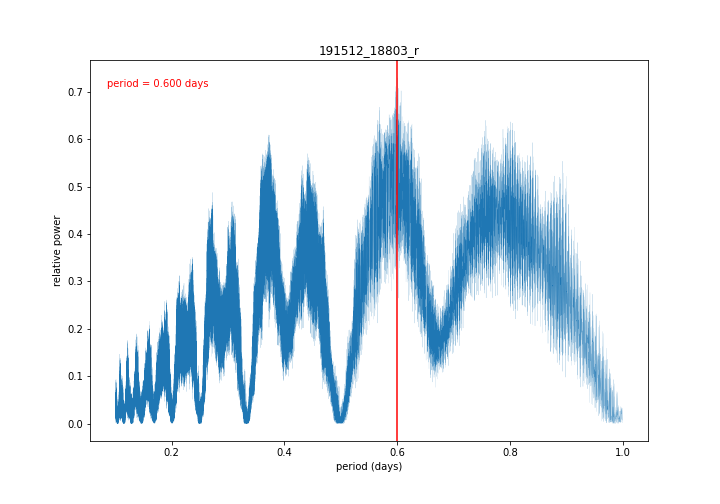 191512_18803_r
period = 0.600 days
relative power
0.7
0.6
0.5
0.4
0.3
0.2
0.1
0.0
0.2 0.4 0.6 0.8 1.0
period (days)